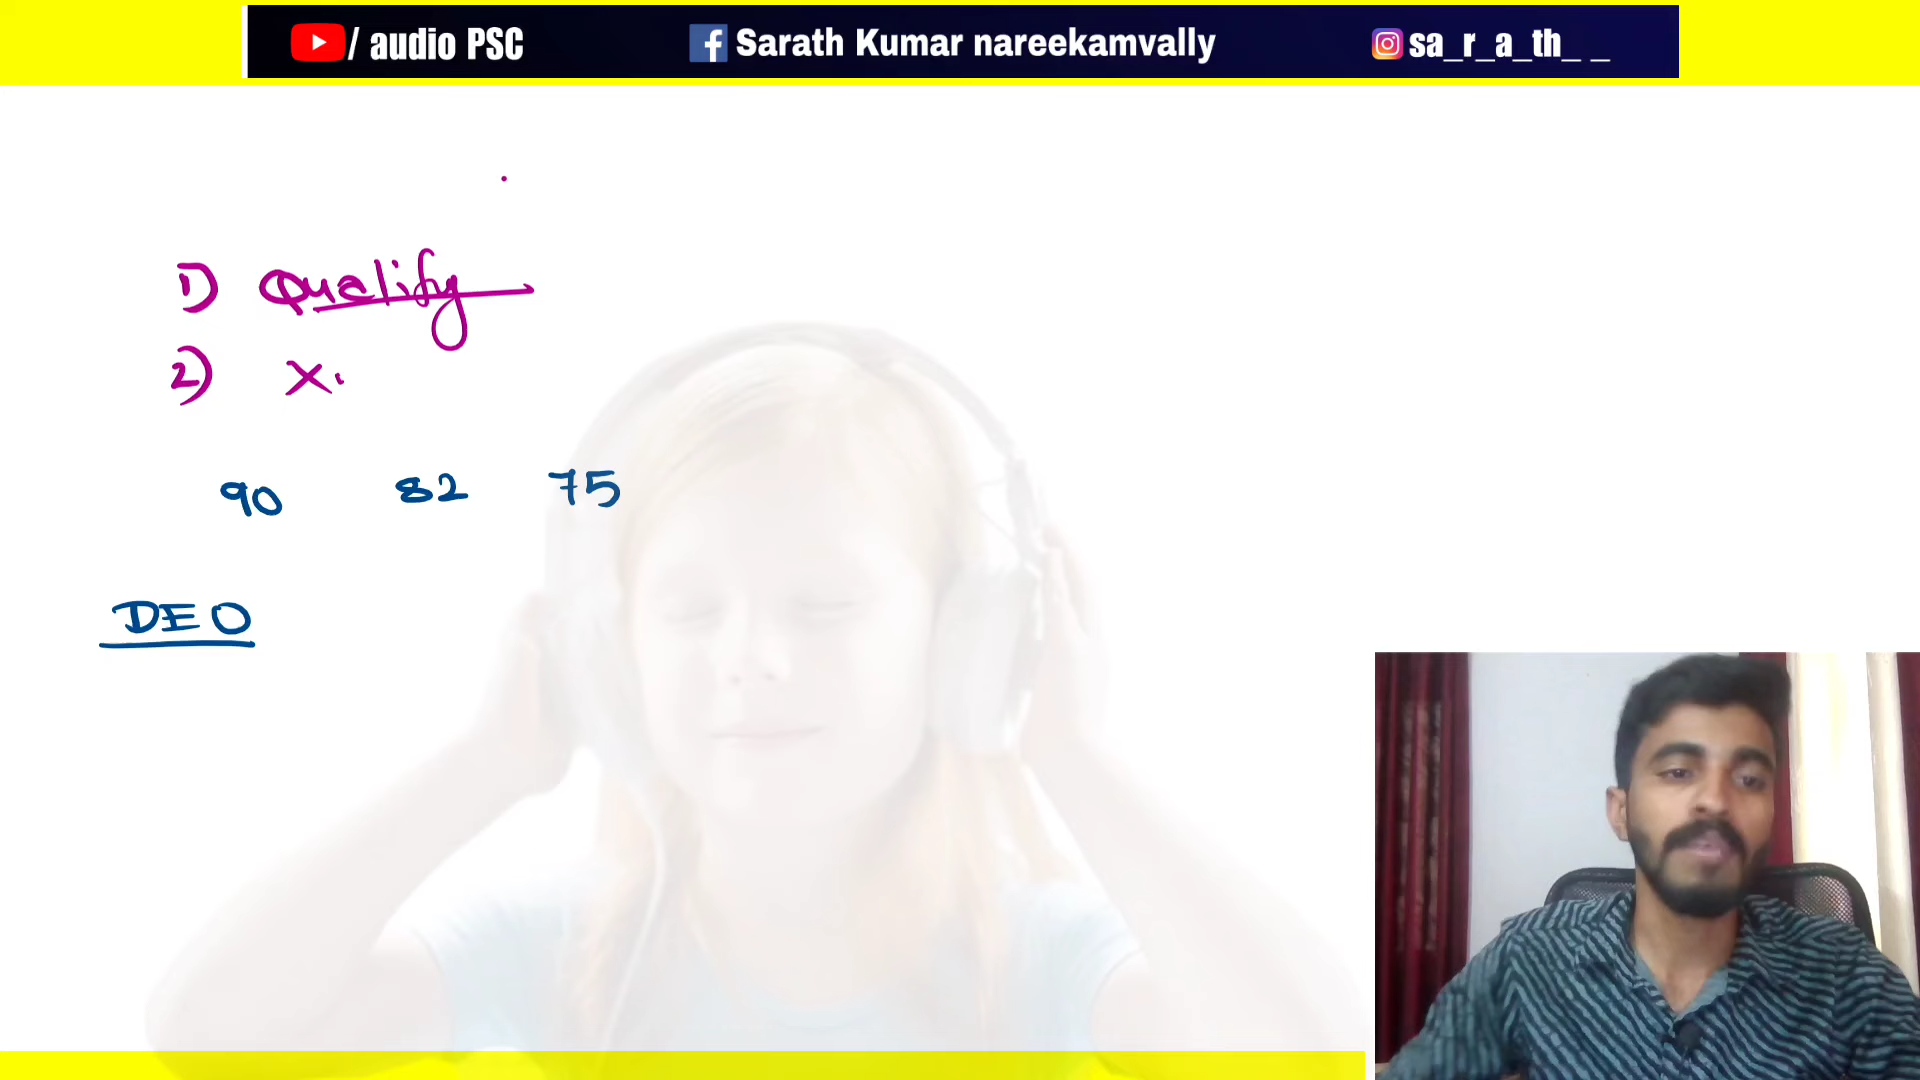 / audio PSC Sarath Kumar nareekamvally sa_r_a_th_ _
1) Qualify
2) X
90 82 75
DEO